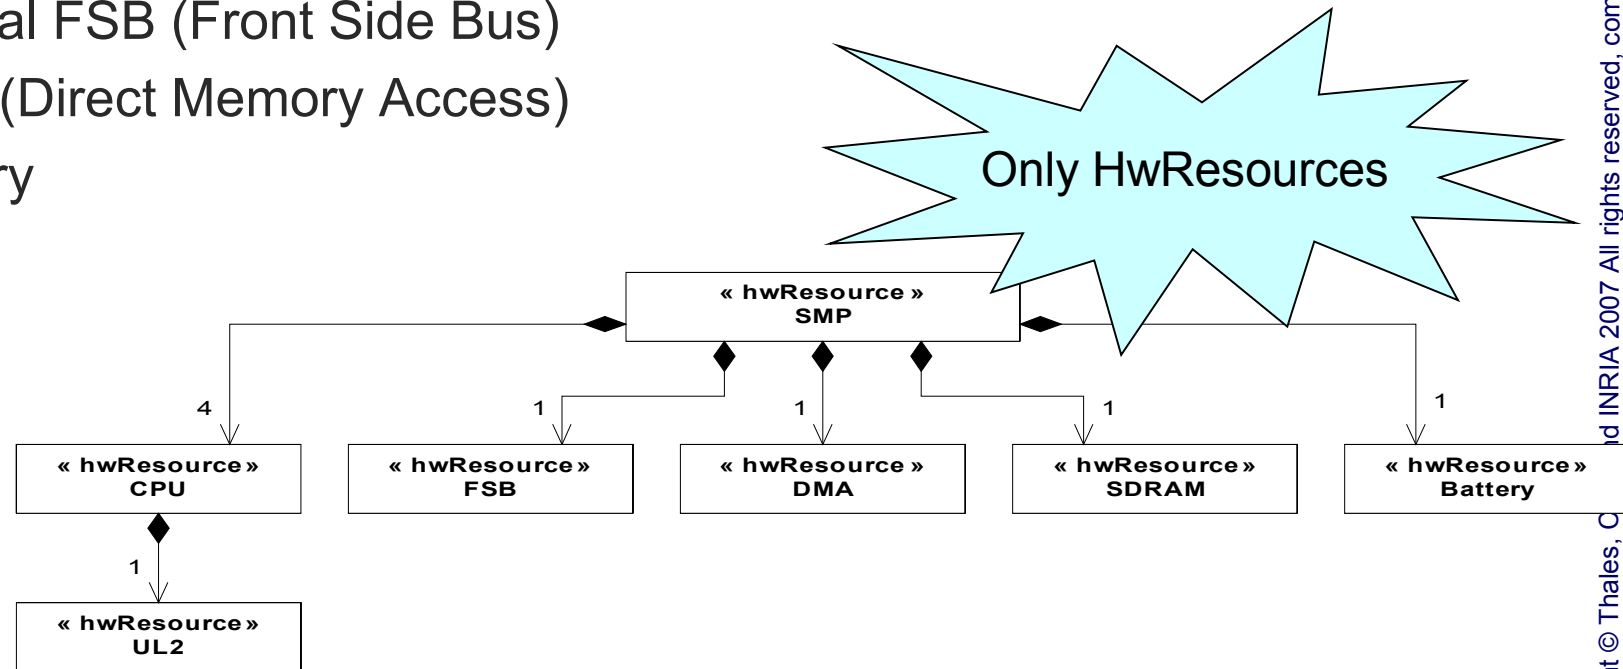 al FSB (Front Side Bus)
(Direct Memory Access)
ry
Only HwResources
« hwResource »
SMP
4
1
1
1
1
« hwResource »
CPU
« hwResource »
FSB
« hwResource »
DMA
« hwResource »
SDRAM
« hwResource »
Battery
1
« hwResource »
UL2
t © Thales, C
d INRIA 2007 All rights reserved, com